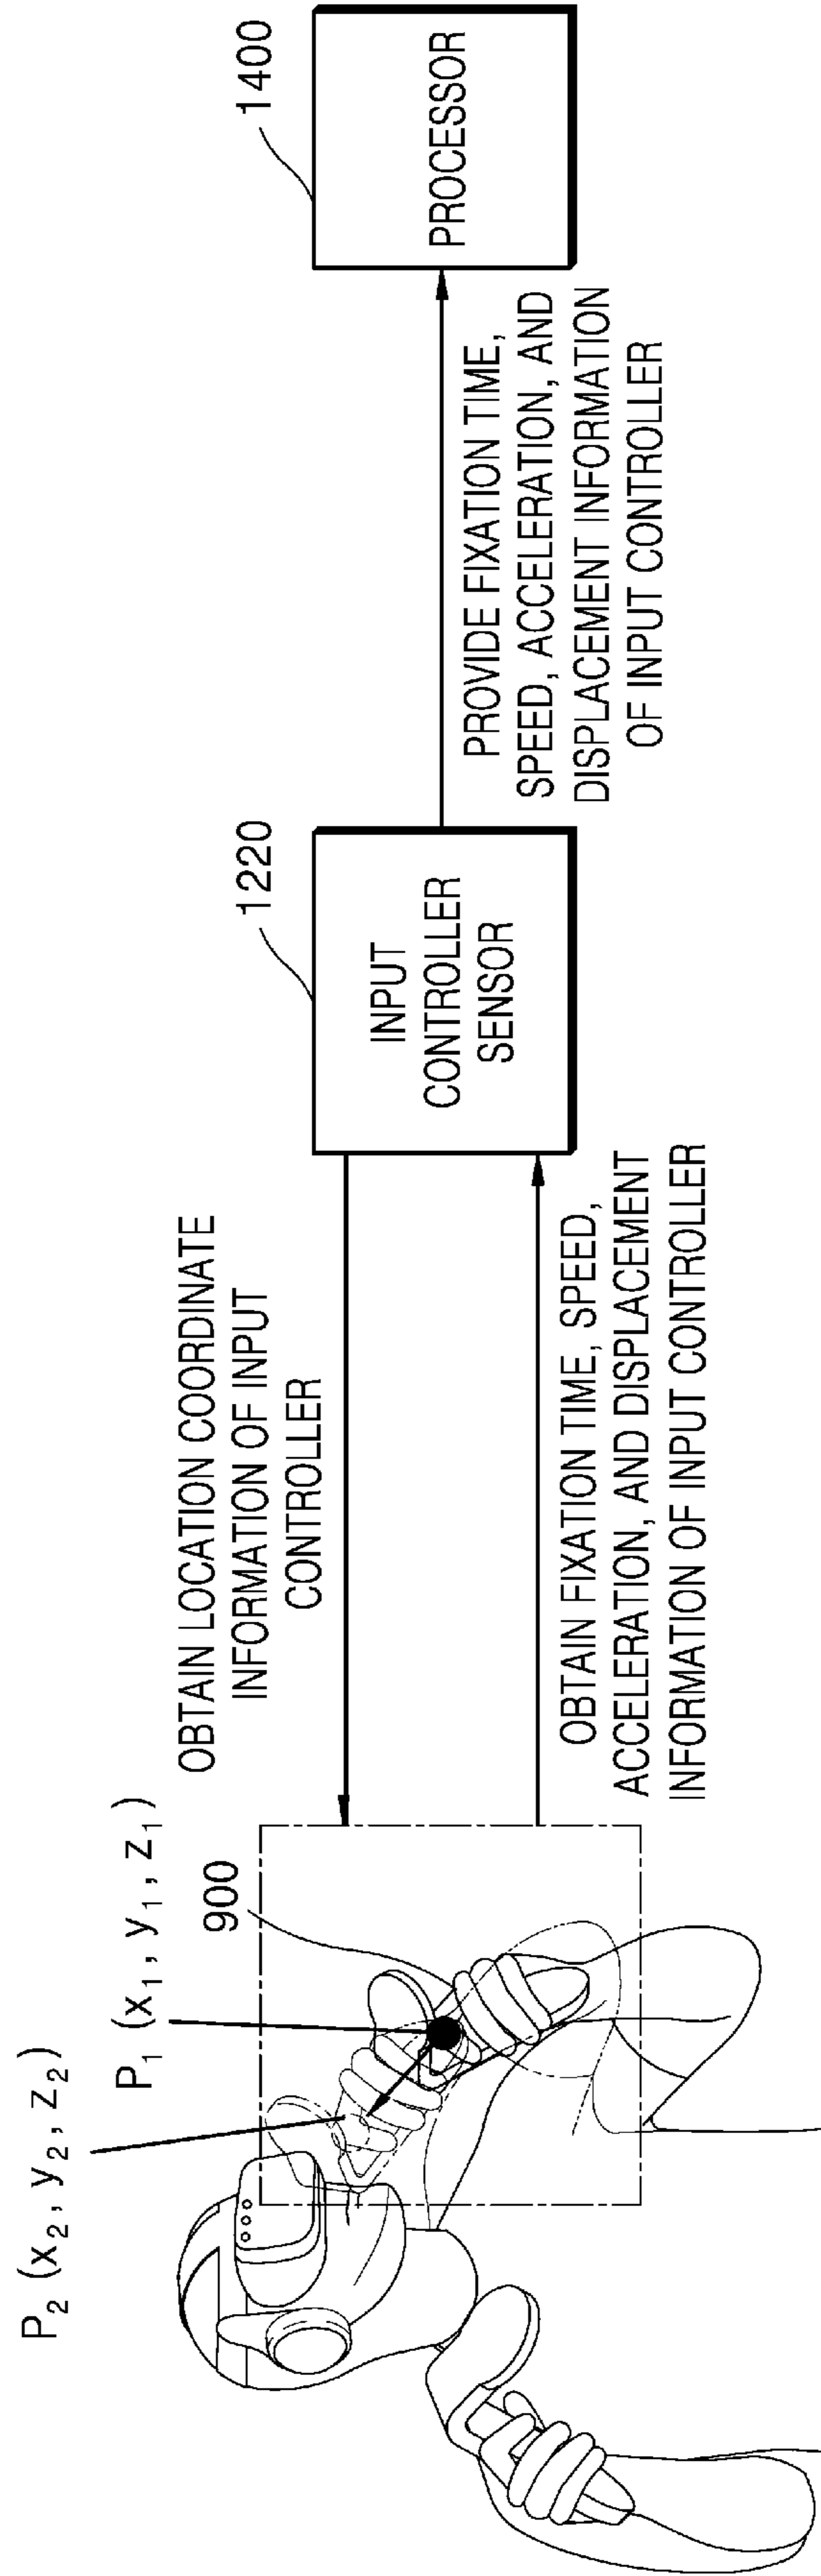 P₂ (x₂, y₂, z₂)
P₁ (x₁, y₁, z₁)
900
OBTAIN LOCATION COORDINATE
INFORMATION OF INPUT
CONTROLLER
OBTAIN FIXATION TIME, SPEED,
ACCELERATION, AND DISPLACEMENT
INFORMATION OF INPUT CONTROLLER
1220
INPUT
CONTROLLER
SENSOR
PROVIDE FIXATION TIME,
SPEED, ACCELERATION, AND
DISPLACEMENT INFORMATION
OF INPUT CONTROLLER
1400
PROCESSOR